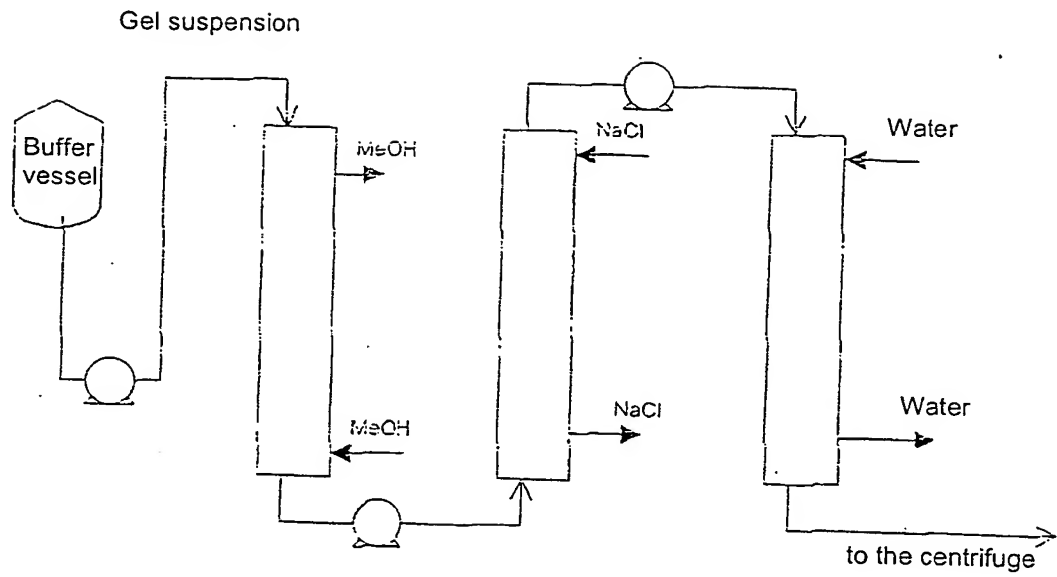 Gel suspension
Buffer
vessel
MeOH
MeOH
NaCl
NaCl
Water
Water
to the centrifuge